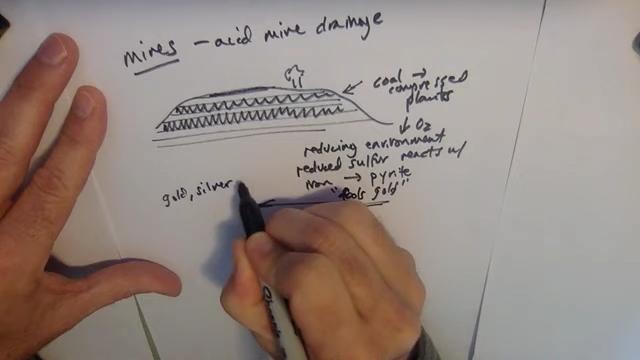 mines - acid mine drainage
coal →
compressed
plants
↓ O2
reducing environment
reduced sulfur reacts w/
iron → pyrite
"fools gold"
gold, silver